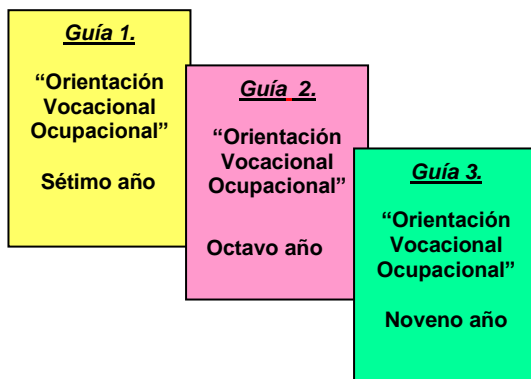 Guía 1.
“Orientación
Vocacional
Ocupacional”
Sétimo año
Guía 2.
“Orientación
Vocacional
Ocupacional”
Octavo año
Guía 3.
“Orientación
Vocacional
Ocupacional”
Noveno año